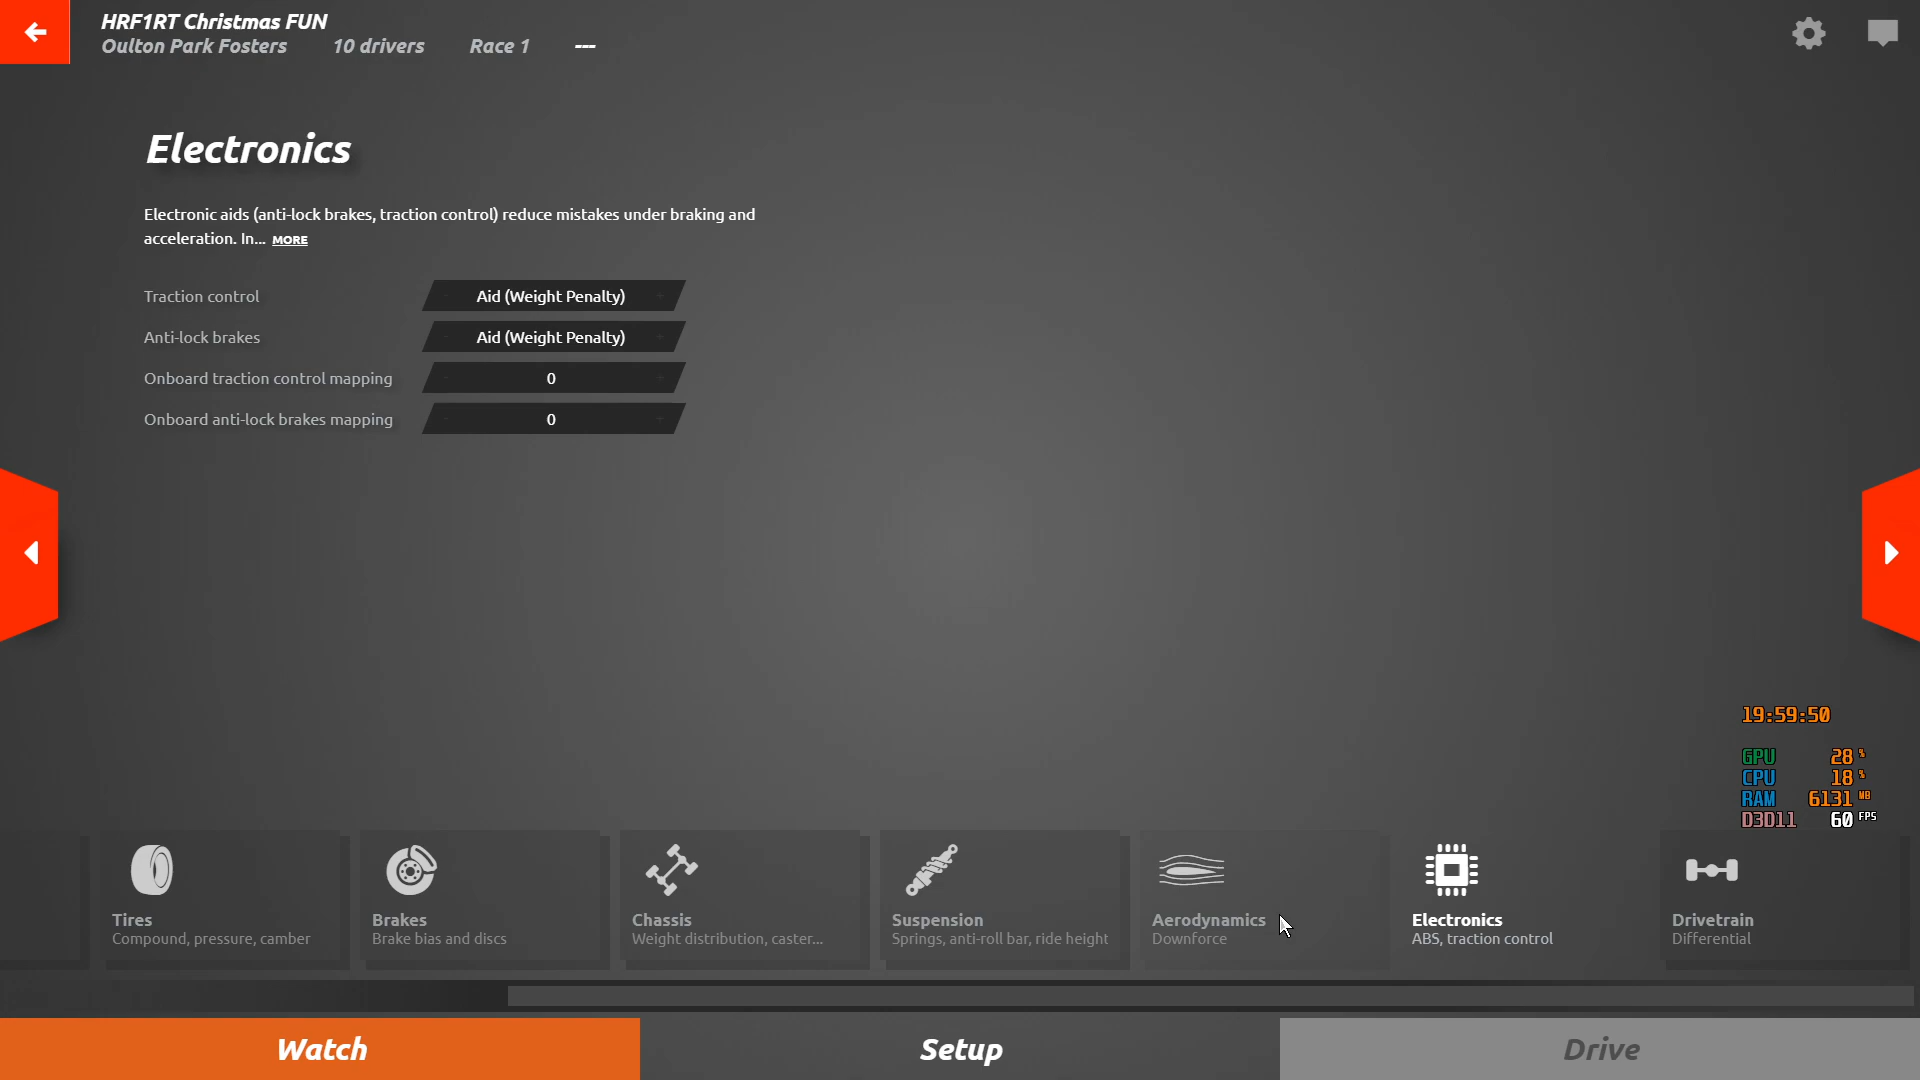 HRF1RT Christmas FUN
Oulton Park Fosters 10 drivers Race 1 ---
Electronics
Electronic aids (anti-lock brakes, traction control) reduce mistakes under braking and
acceleration. In... MORE
Traction control - Aid (Weight Penalty) +
Anti-lock brakes - Aid (Weight Penalty) +
Onboard traction control mapping - 0 +
Onboard anti-lock brakes mapping - 0 +
19:59:50
GPU 28 %
CPU 18 %
RAM 6131 MB
D3D11 60 FPS
Tires
Compound, pressure, camber
Brakes
Brake bias and discs
Chassis
Weight distribution, caster...
Suspension
Springs, anti-roll bar, ride height
Aerodynamics
Downforce
Electronics
ABS, traction control
Drivetrain
Differential
Watch
Setup
Drive